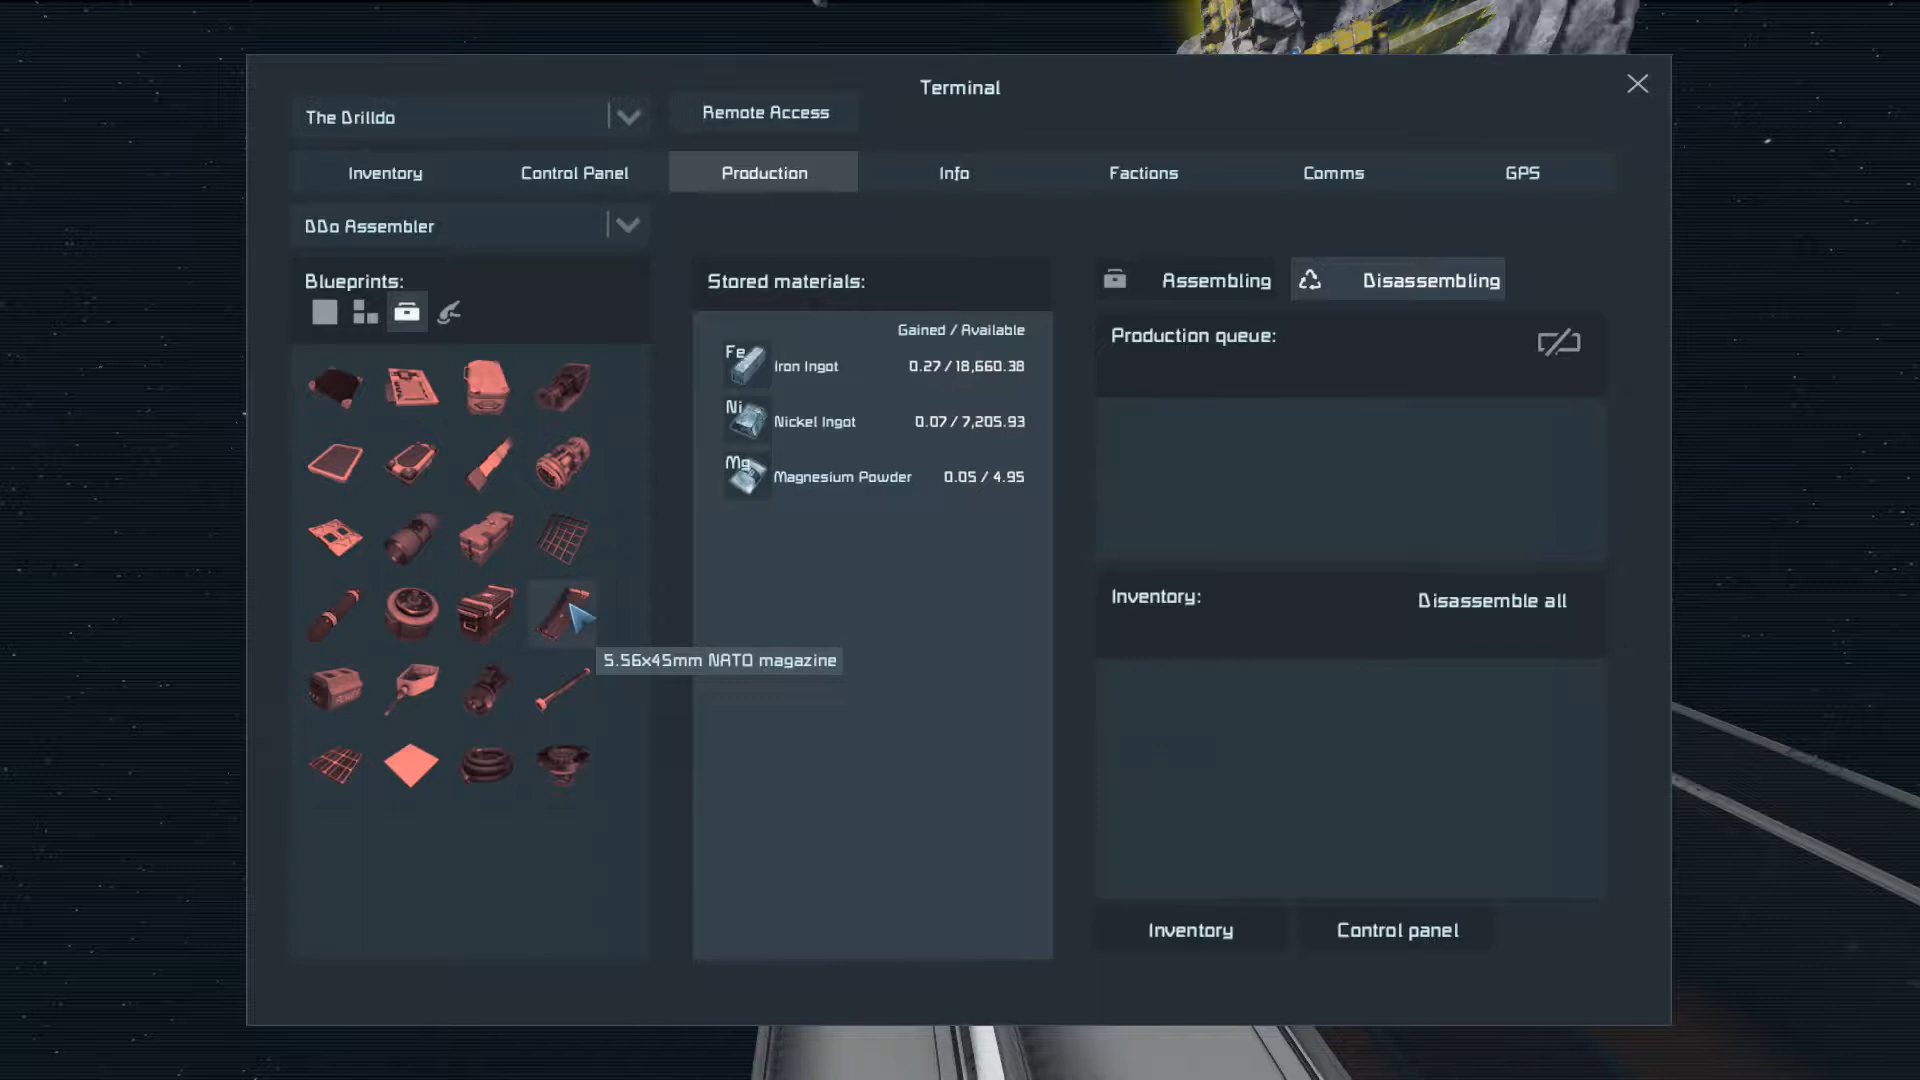 Terminal
The Drilldo
Remote Access
Inventory
Control Panel
Production
Info
Factions
Comms
GPS
DDo Assembler
Blueprints:
Stored materials:
Assembling
Disassembling
Gained / Available
Fe
Iron Ingot
0.27 / 18,660.38
Ni
Nickel Ingot
0.07 / 7,205.93
Mg
Magnesium Powder
0.05 / 4.95
Production queue:
Inventory:
Disassemble all
5.56x45mm NATO magazine
Inventory
Control panel